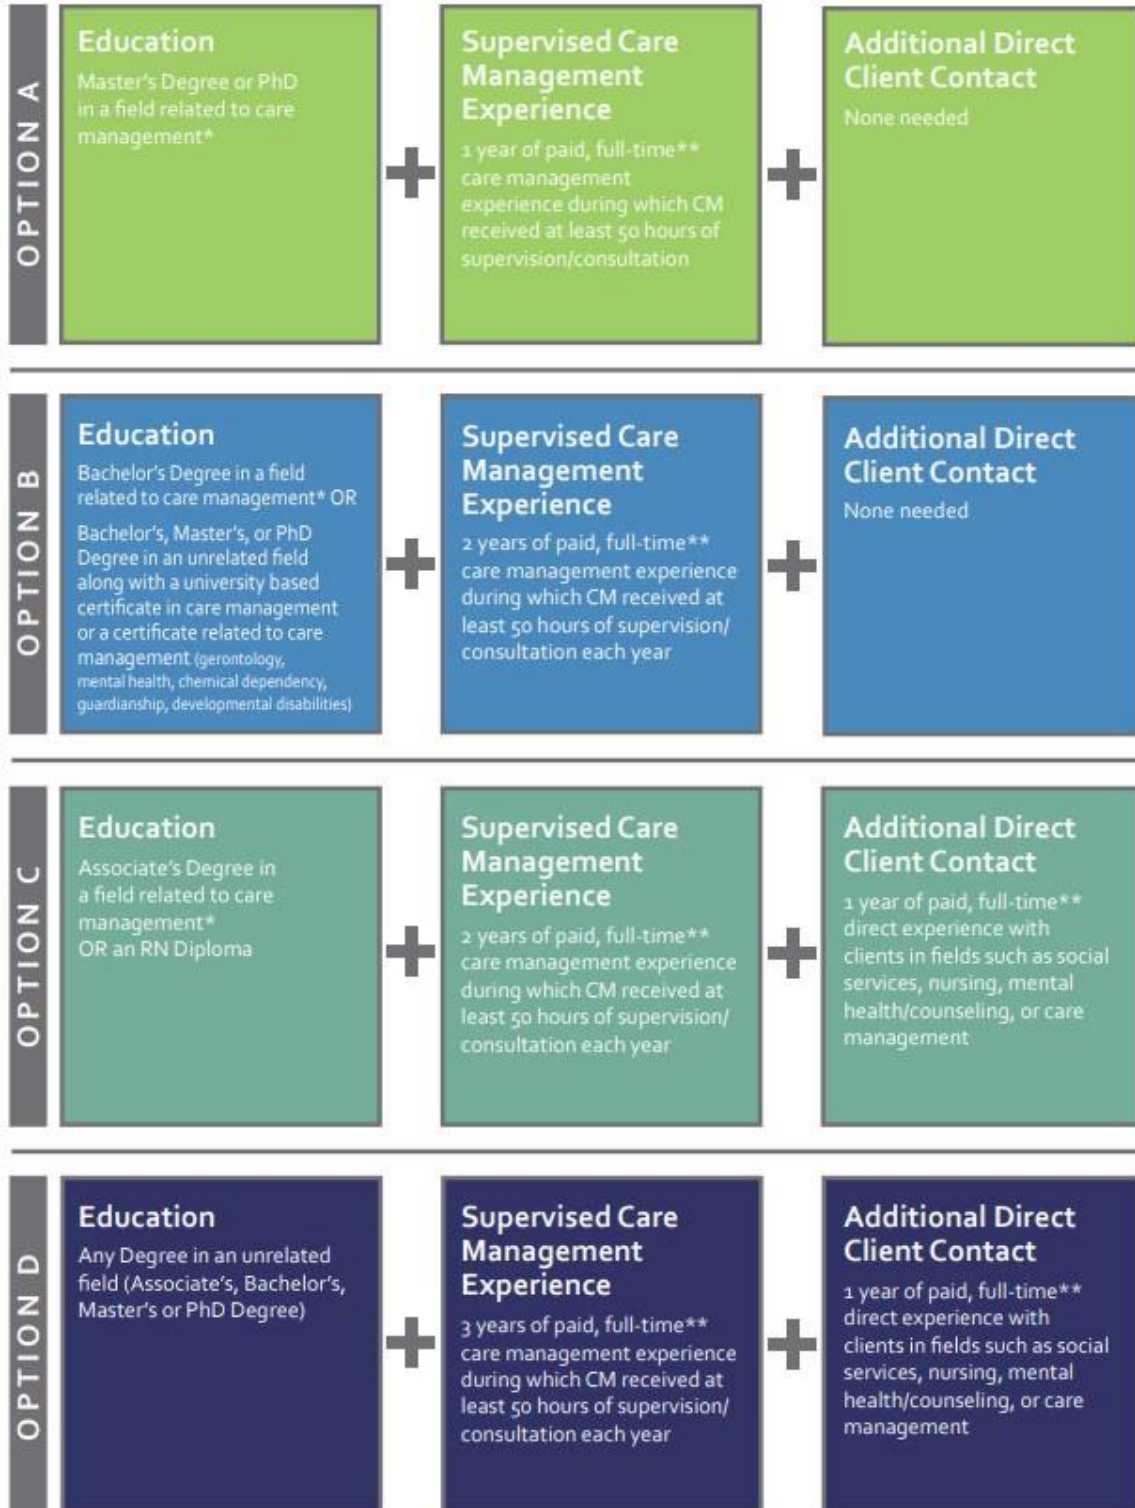 OPTION A
Education
Master's Degree or PhD
in a field related to care
management*
Supervised Care
Management
Experience
1 year of paid, full-time**
care management
experience during which CM
received at least 50 hours of
supervision/consultation
Additional Direct
Client Contact
None needed
OPTION B
Education
Bachelor's Degree in a field
related to care management* OR
Bachelor's, Master's, or PhD
Degree in an unrelated field
along with a university based
certificate in care management
or a certificate related to care
management (gerontology,
mental health, chemical dependency,
guardianship, developmental disabilities)
Supervised Care
Management
Experience
2 years of paid, full-time**
care management experience
during which CM received at
least 50 hours of supervision/
consultation each year
Additional Direct
Client Contact
None needed
OPTION C
Education
Associate's Degree in
a field related to care
management*
OR an RN Diploma
Supervised Care
Management
Experience
2 years of paid, full-time**
care management experience
during which CM received at
least 50 hours of supervision/
consultation each year
Additional Direct
Client Contact
1 year of paid, full-time**
direct experience with
clients in fields such as social
services, nursing, mental
health/counseling, or care
management
OPTION D
Education
Any Degree in an unrelated
field (Associate's, Bachelor's,
Master's or PhD Degree)
Supervised Care
Management
Experience
3 years of paid, full-time**
care management experience
during which CM received at
least 50 hours of supervision/
consultation each year
Additional Direct
Client Contact
1 year of paid, full-time**
direct experience with
clients in fields such as social
services, nursing, mental
health/counseling, or care
management